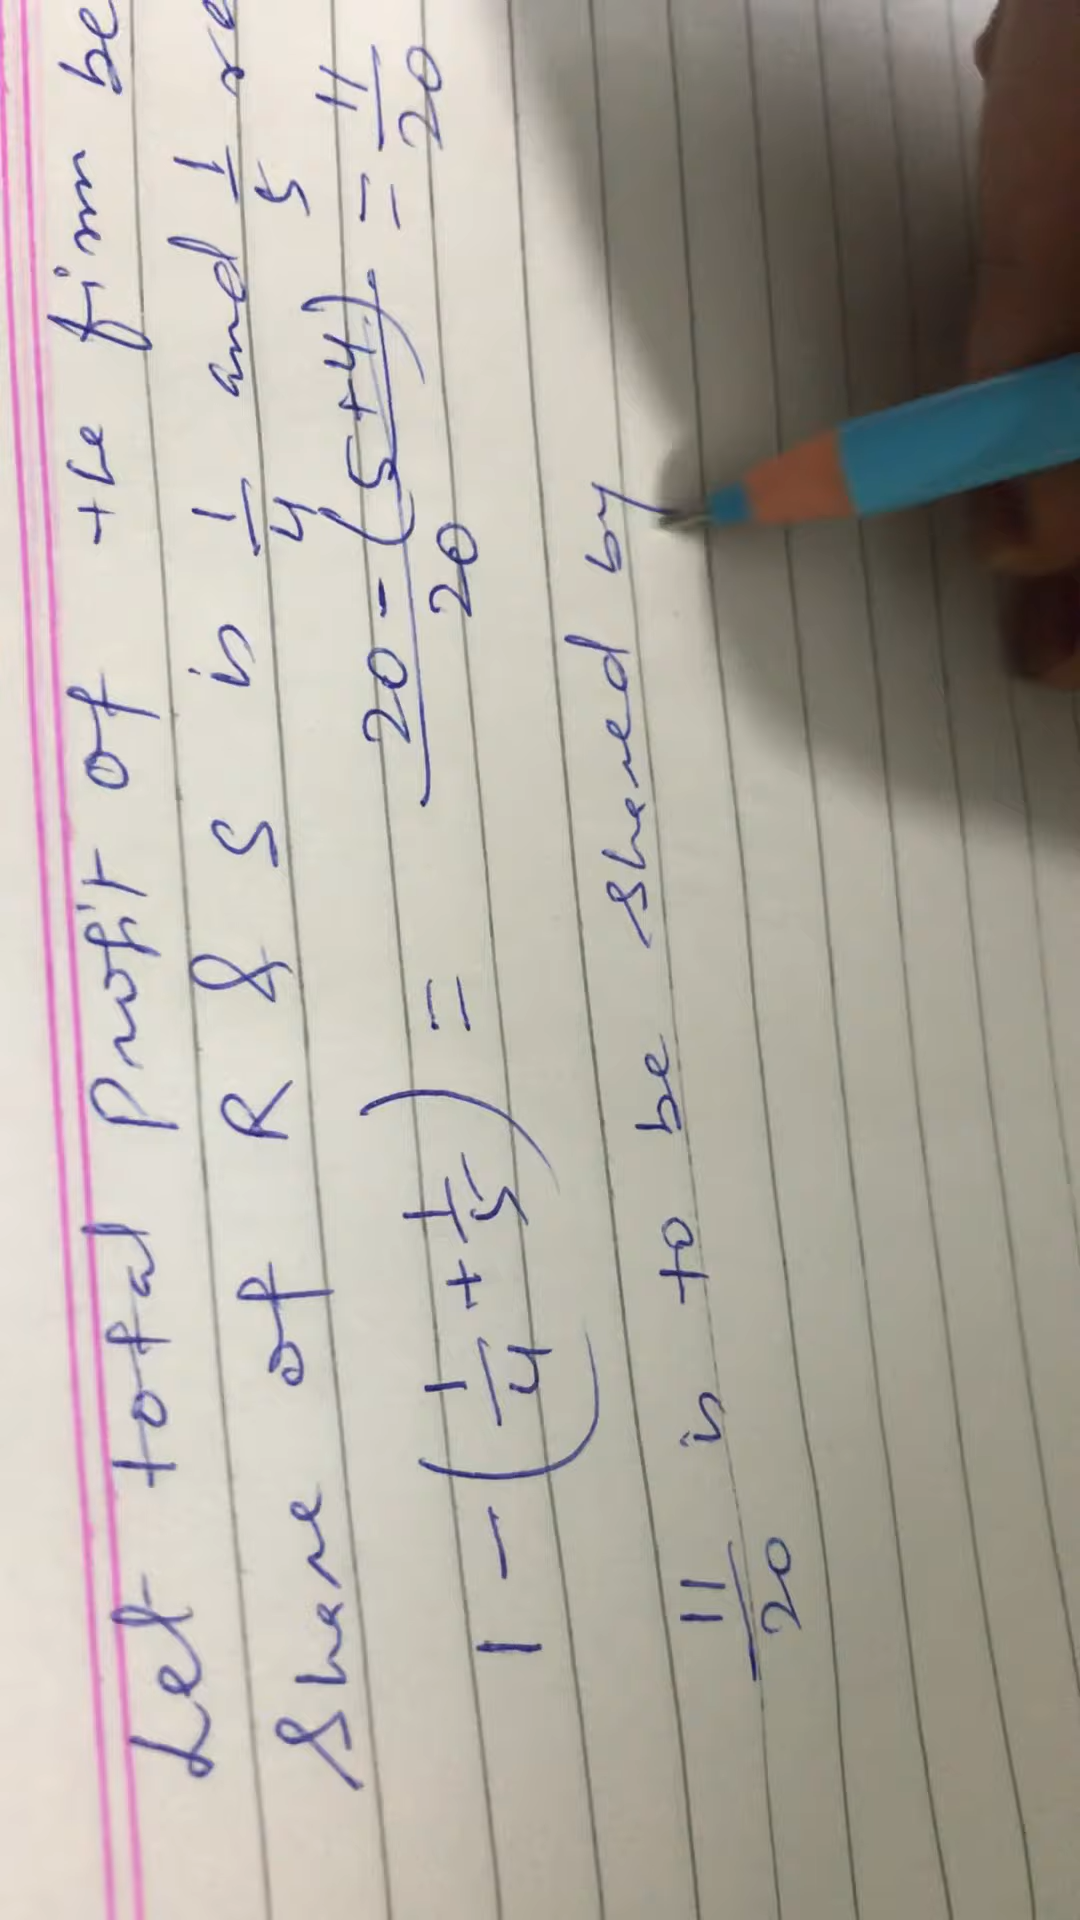 Let total Profit of the firm be
Share of R & S is 1/4 and 1/5
1 - (1/4 + 1/5) = 20 - (5+4) / 20 = 11/20
11/20 is to be shared by